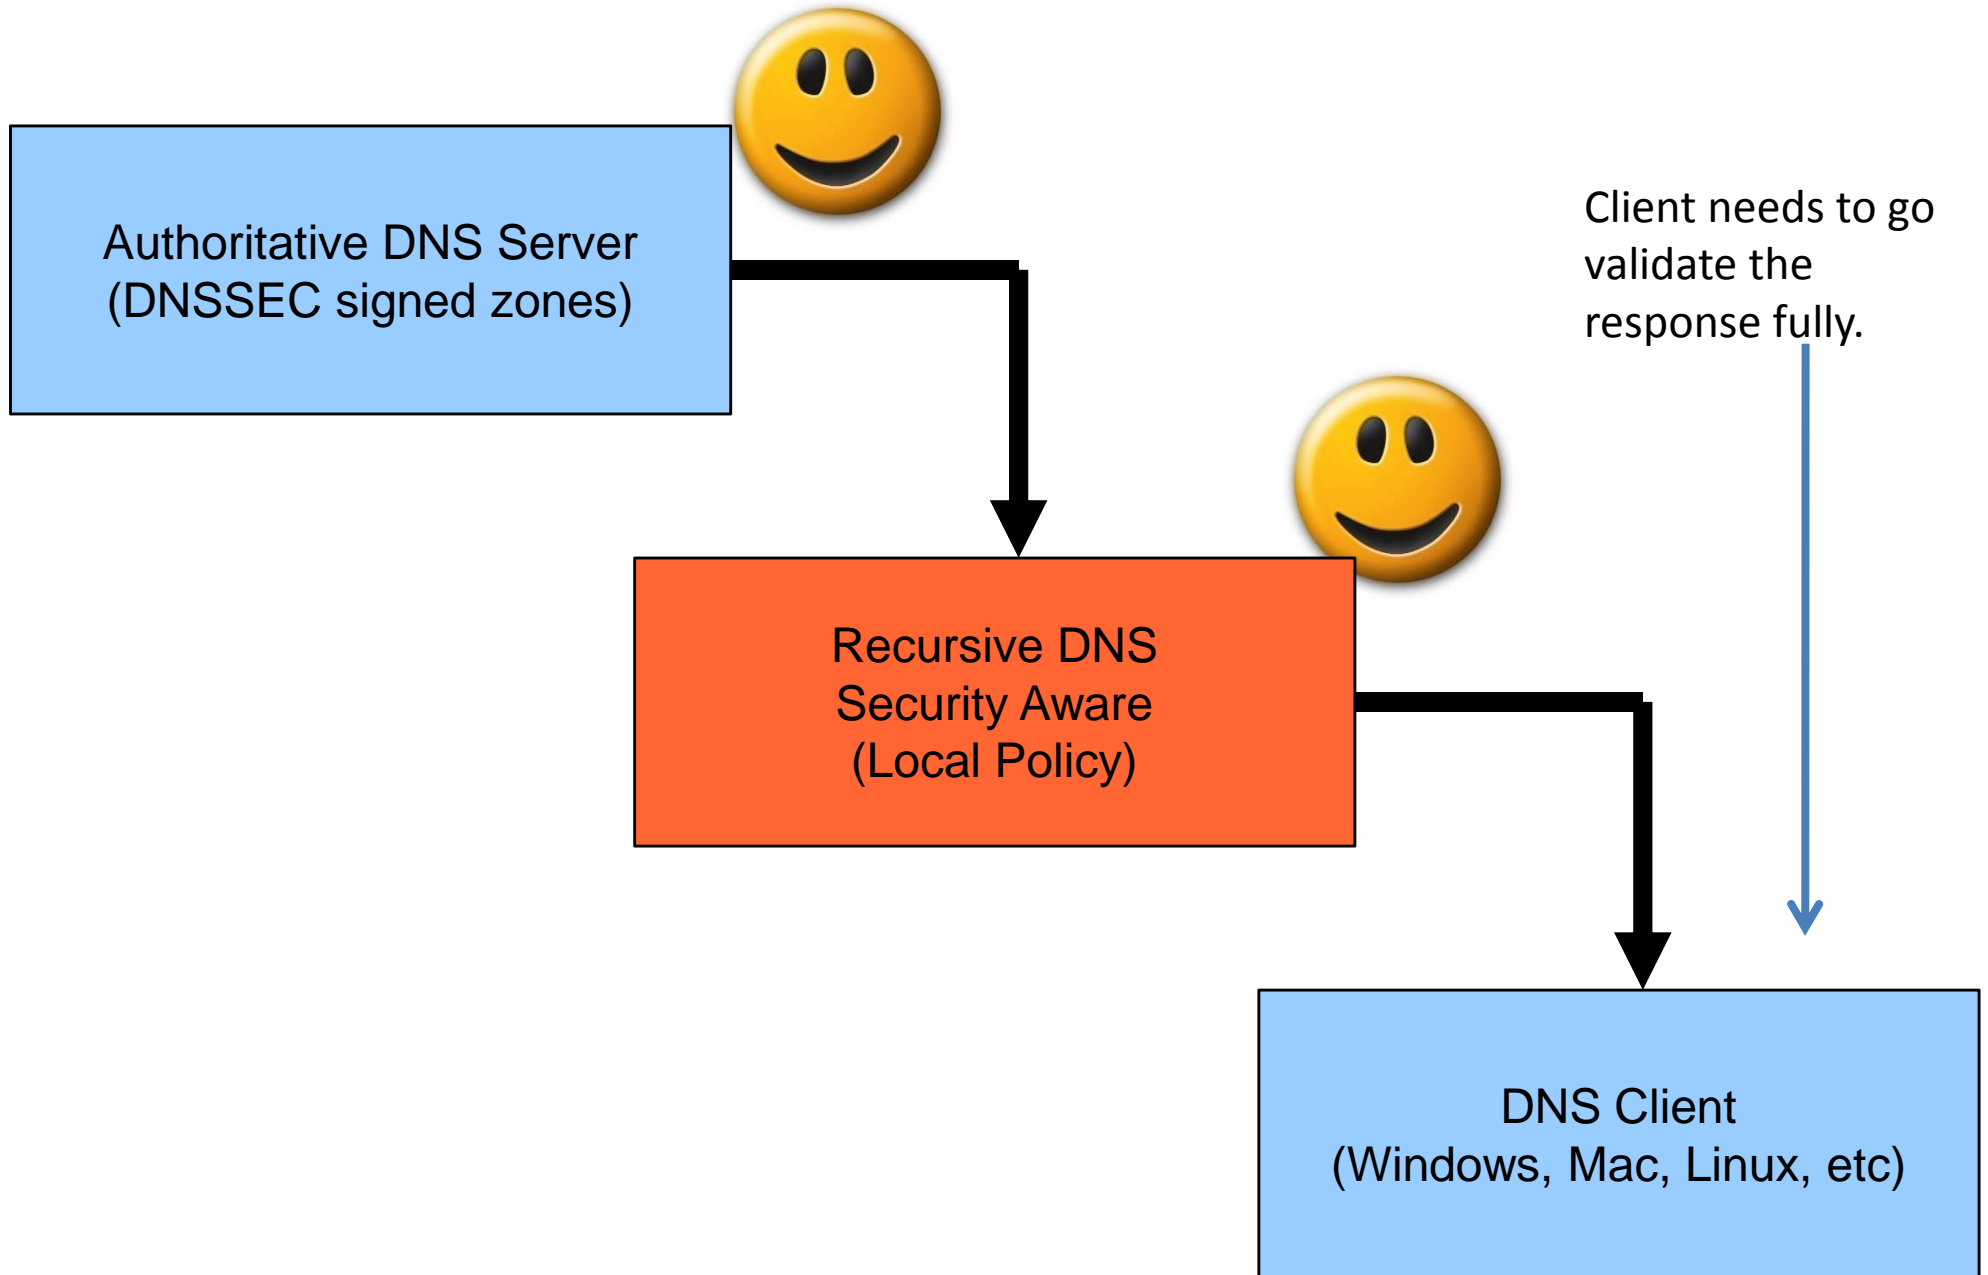 Authoritative DNS Server
(DNSSEC signed zones)
Client needs to go
validate the
response fully.
Recursive DNS
Security Aware
(Local Policy)
DNS Client
(Windows, Mac, Linux, etc)